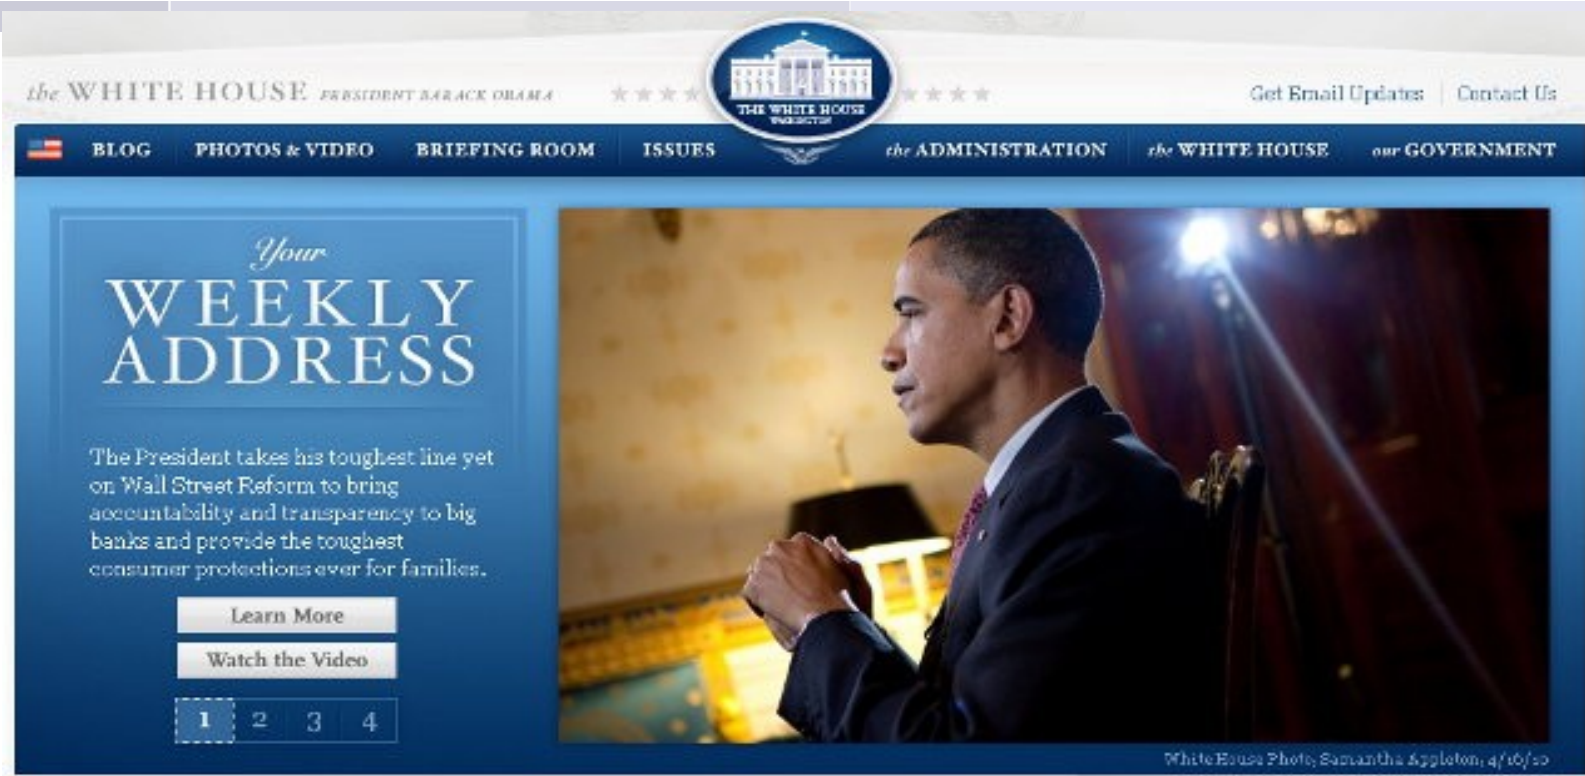 the WHITE HOUSE PRESIDENT BARACK OBAMA
THE WHITE HOUSE
WASHINGTON
Get Email Updates | Contact Us
BLOG PHOTOS & VIDEO BRIEFING ROOM ISSUES the ADMINISTRATION the WHITE HOUSE our GOVERNMENT
Your
WEEKLY
ADDRESS
The President takes his toughest line yet
on Wall Street Reform to bring
accountability and transparency to big
banks and provide the toughest
consumer protections ever for families.
Learn More
Watch the Video
1 2 3 4
White House Photo, Samantha Appleton, 4/16/10